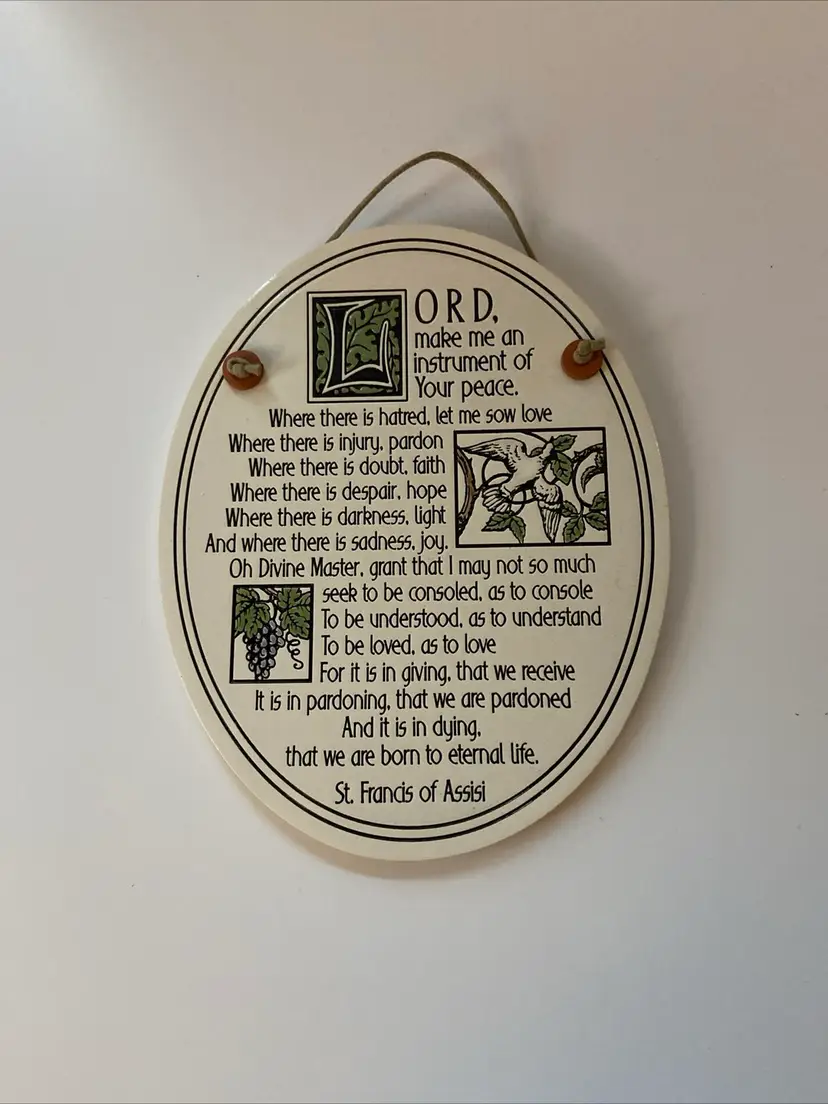 LORD,
make me an
instrument of
Your peace.
Where there is hatred, let me sow love
Where there is injury, pardon
Where there is doubt, faith
Where there is despair, hope
Where there is darkness, light
And where there is sadness, joy.
Oh Divine Master, grant that I may not so much
seek to be consoled, as to console
To be understood, as to understand
To be loved, as to love
For it is in giving, that we receive
It is in pardoning, that we are pardoned
And it is in dying,
that we are born to eternal life.
St. Francis of Assisi